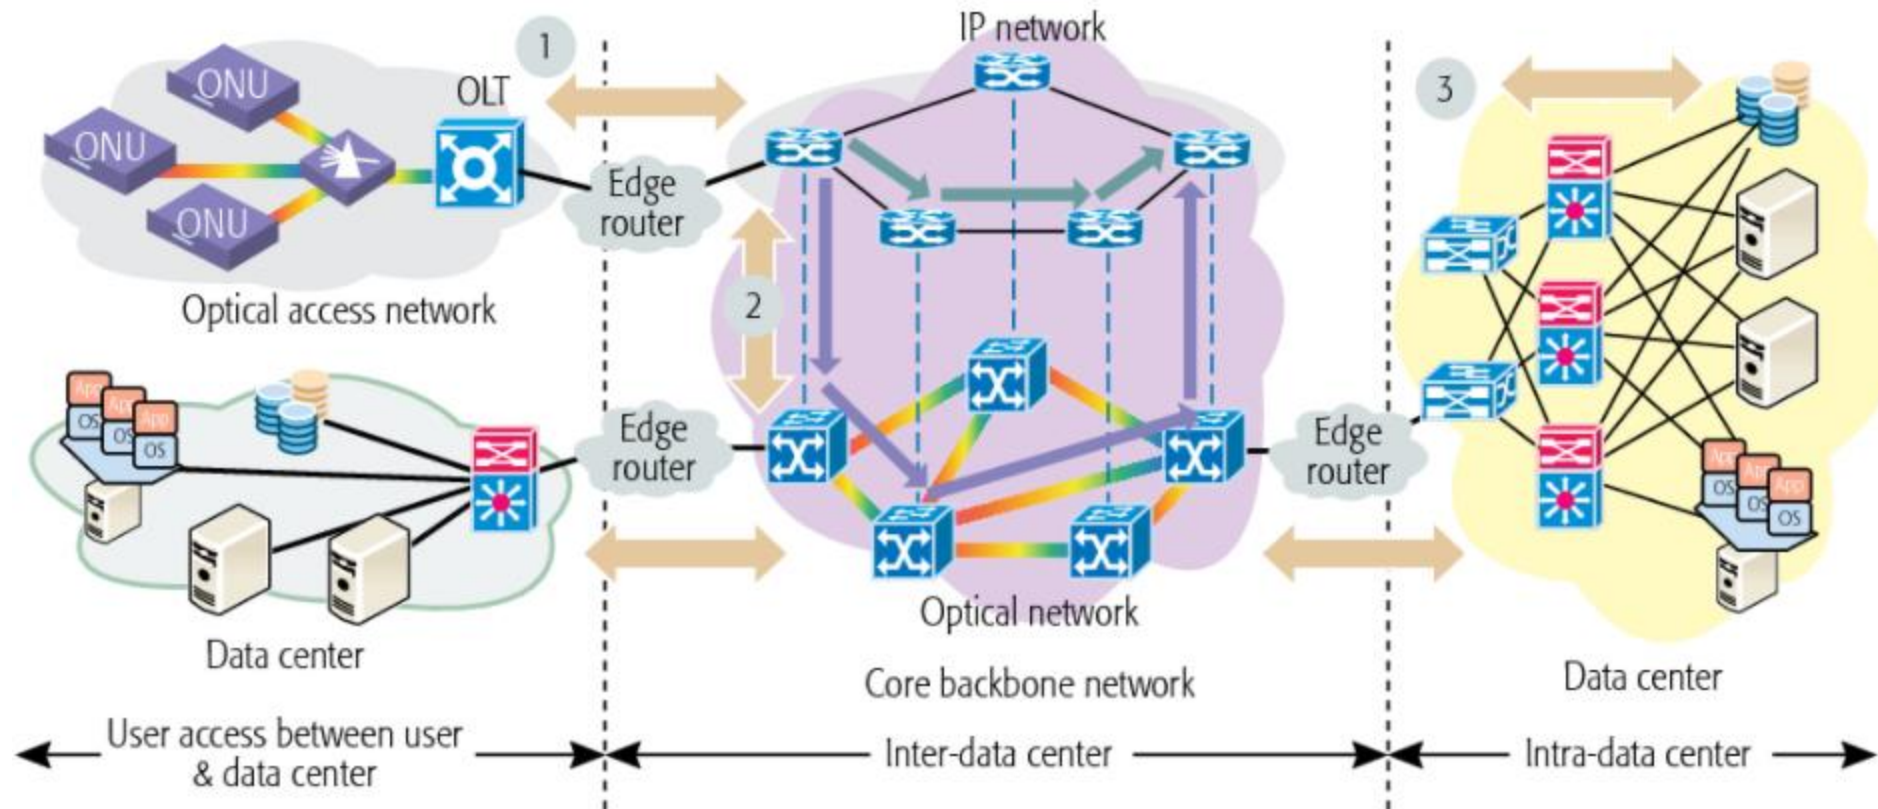 IP network
1
ONU
OLT
ONU
ONU
3
Edge
router
Optical access network
2
App
App
App
OS
OS
OS
Edge
router
Edge
router
App
App
App
OS
OS
OS
Optical network
Data center
Core backbone network
Data center
User access between user
& data center
Inter-data center
Intra-data center